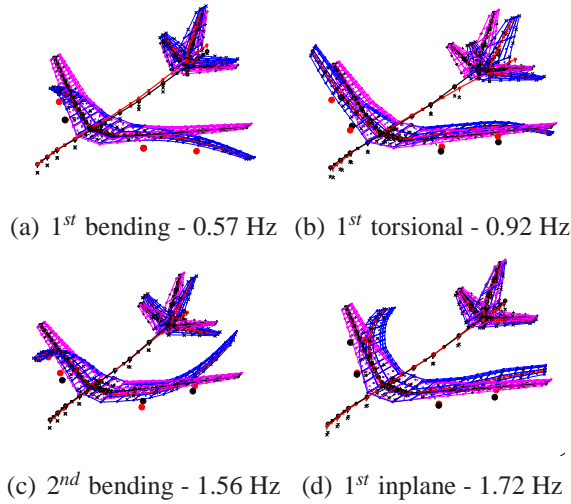 (a) 1st bending - 0.57 Hz (b) 1st torsional - 0.92 Hz
(c) 2nd bending - 1.56 Hz (d) 1st inplane - 1.72 Hz